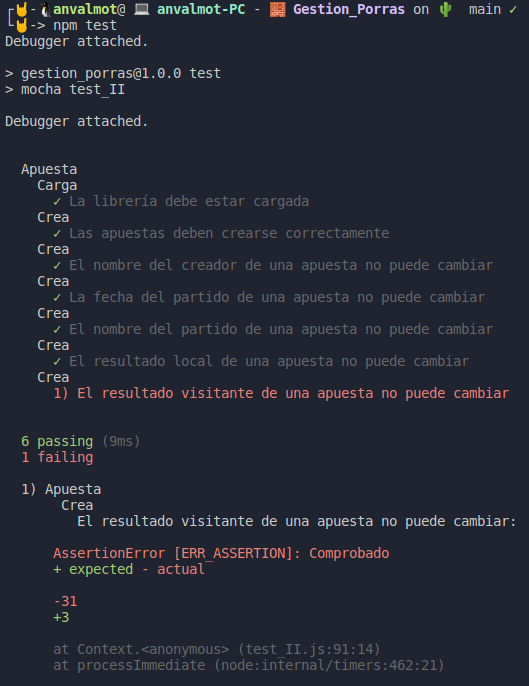 anvalmot@ anvalmot-PC - Gestion_Porras on main ✓
-> npm test
Debugger attached.
> gestion_porras@1.0.0 test
> mocha test_II
Debugger attached.
Apuesta
Carga
✓ La librería debe estar cargada
Crea
✓ Las apuestas deben crearse correctamente
Crea
✓ El nombre del creador de una apuesta no puede cambiar
Crea
✓ La fecha del partido de una apuesta no puede cambiar
Crea
✓ El nombre del partido de una apuesta no puede cambiar
Crea
✓ El resultado local de una apuesta no puede cambiar
Crea
1) El resultado visitante de una apuesta no puede cambiar
6 passing (9ms)
1 failing
1) Apuesta
Crea
El resultado visitante de una apuesta no puede cambiar:
AssertionError [ERR_ASSERTION]: Comprobado
+ expected - actual
-31
+3
at Context.<anonymous> (test_II.js:91:14)
at processImmediate (node:internal/timers:462:21)